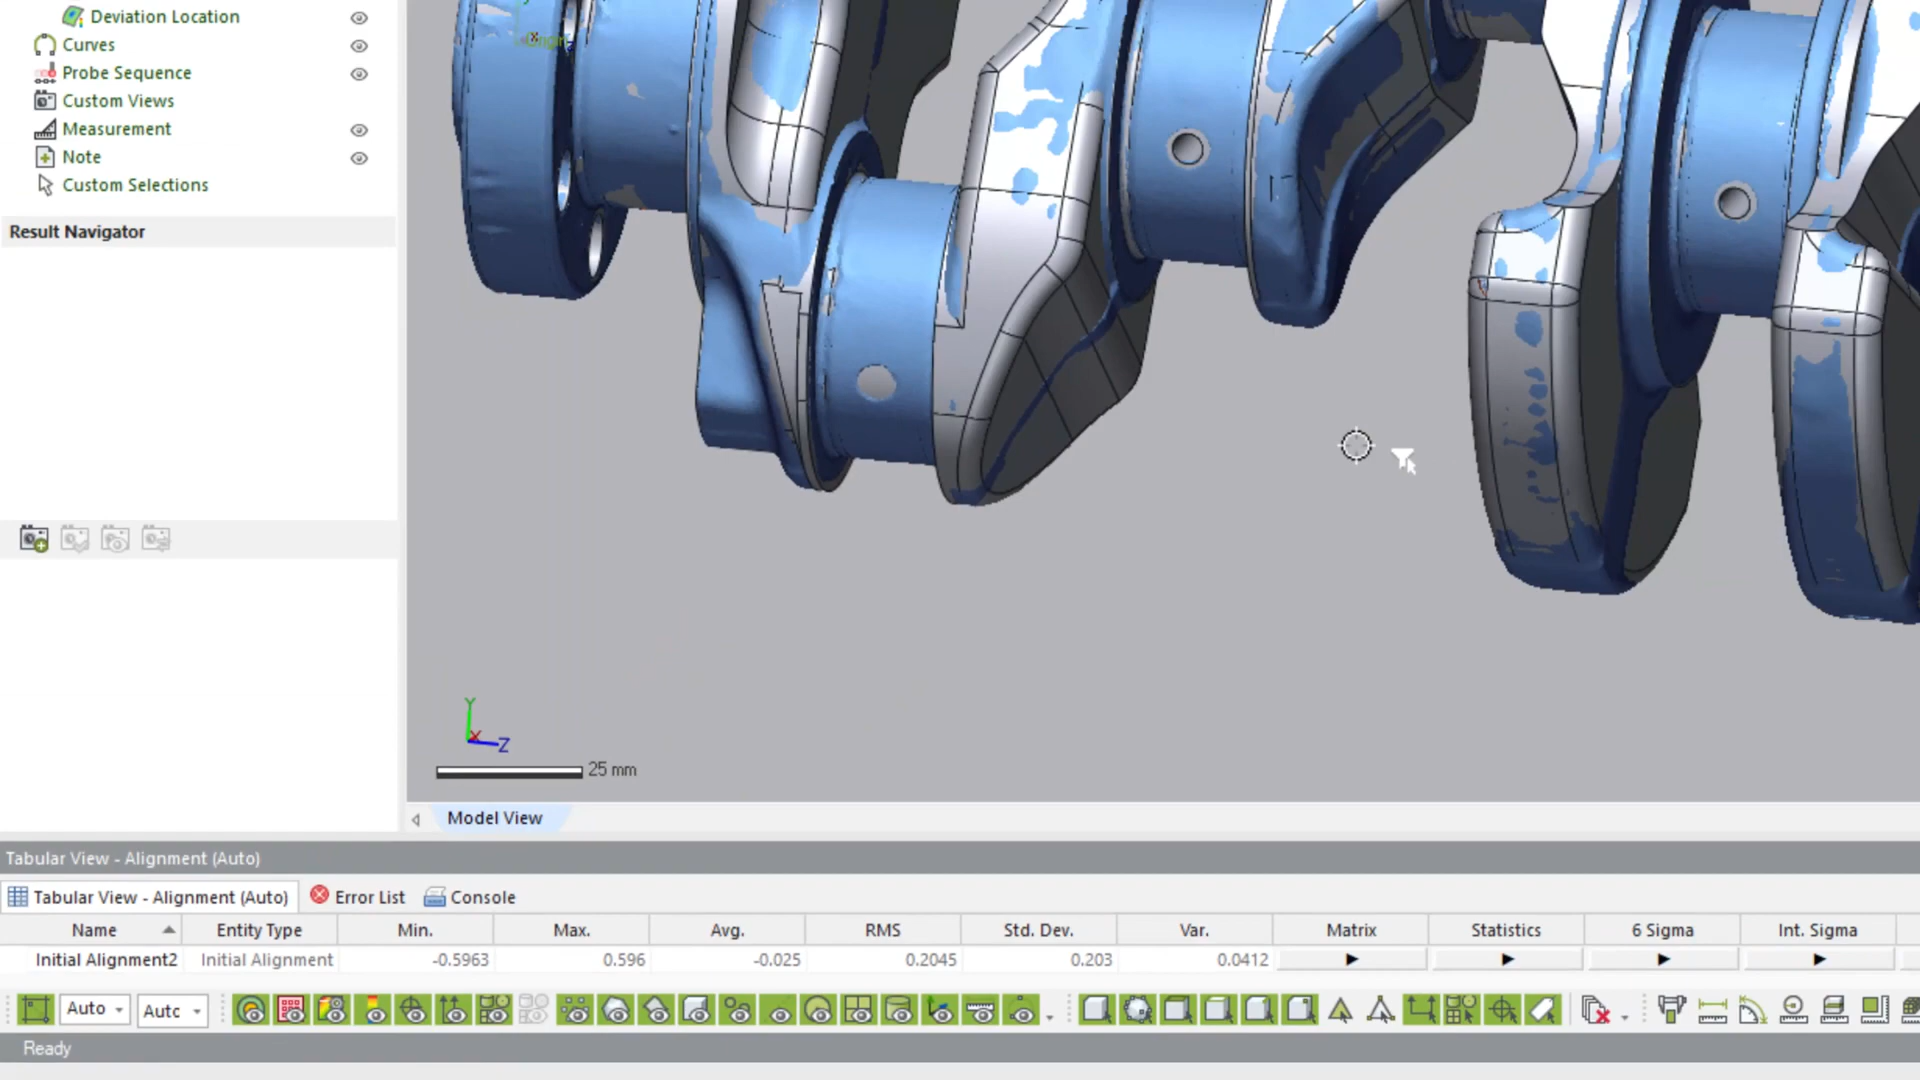 Deviation Location
Curves
Probe Sequence
Custom Views
Measurement
Note
Custom Selections
Result Navigator
Y
X
Z
25 mm
Model View
Tabular View - Alignment (Auto)
Tabular View - Alignment (Auto) Error List Console
Name Entity Type Min. Max. Avg. RMS Std. Dev. Var. Matrix Statistics 6 Sigma Int. Sigma
Initial Alignment2 Initial Alignment -0.5963 0.596 -0.025 0.2045 0.203 0.0412
Auto Autc
Ready